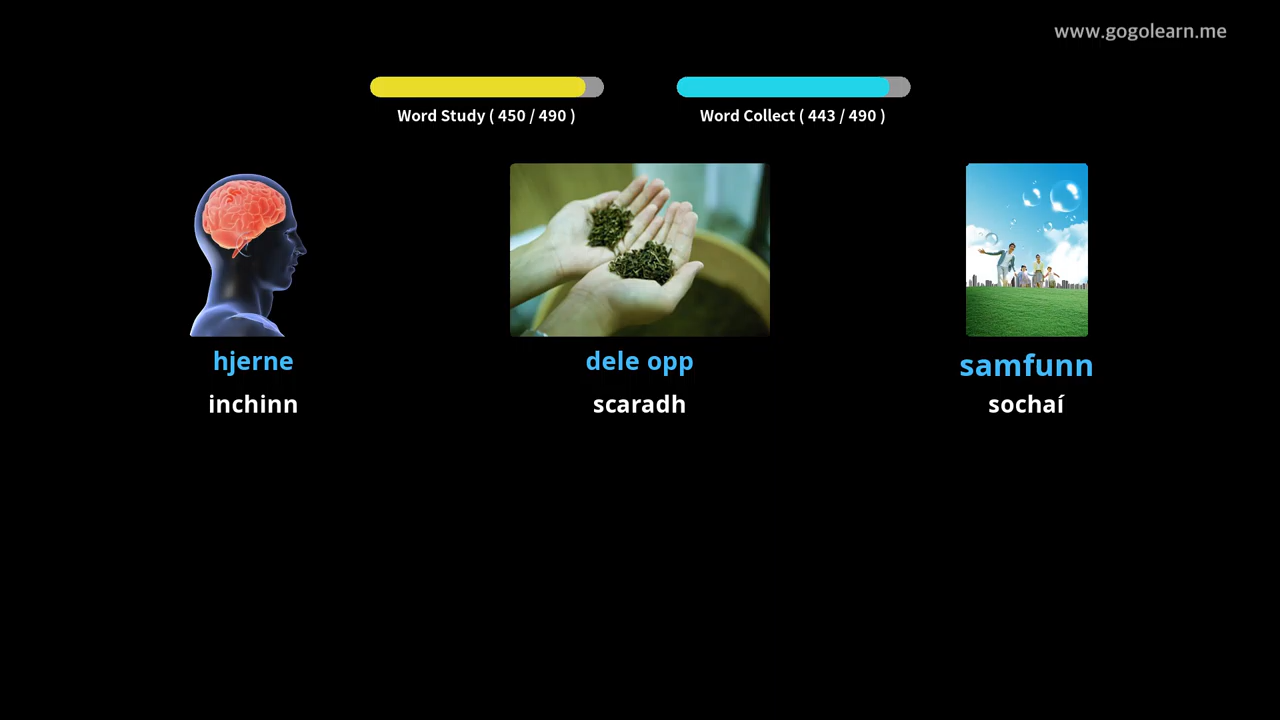 www.gogolearn.me
Word Study ( 450 / 490 )
Word Collect ( 443 / 490 )
hjerne
inchinn
dele opp
scaradh
samfunn
sochaí